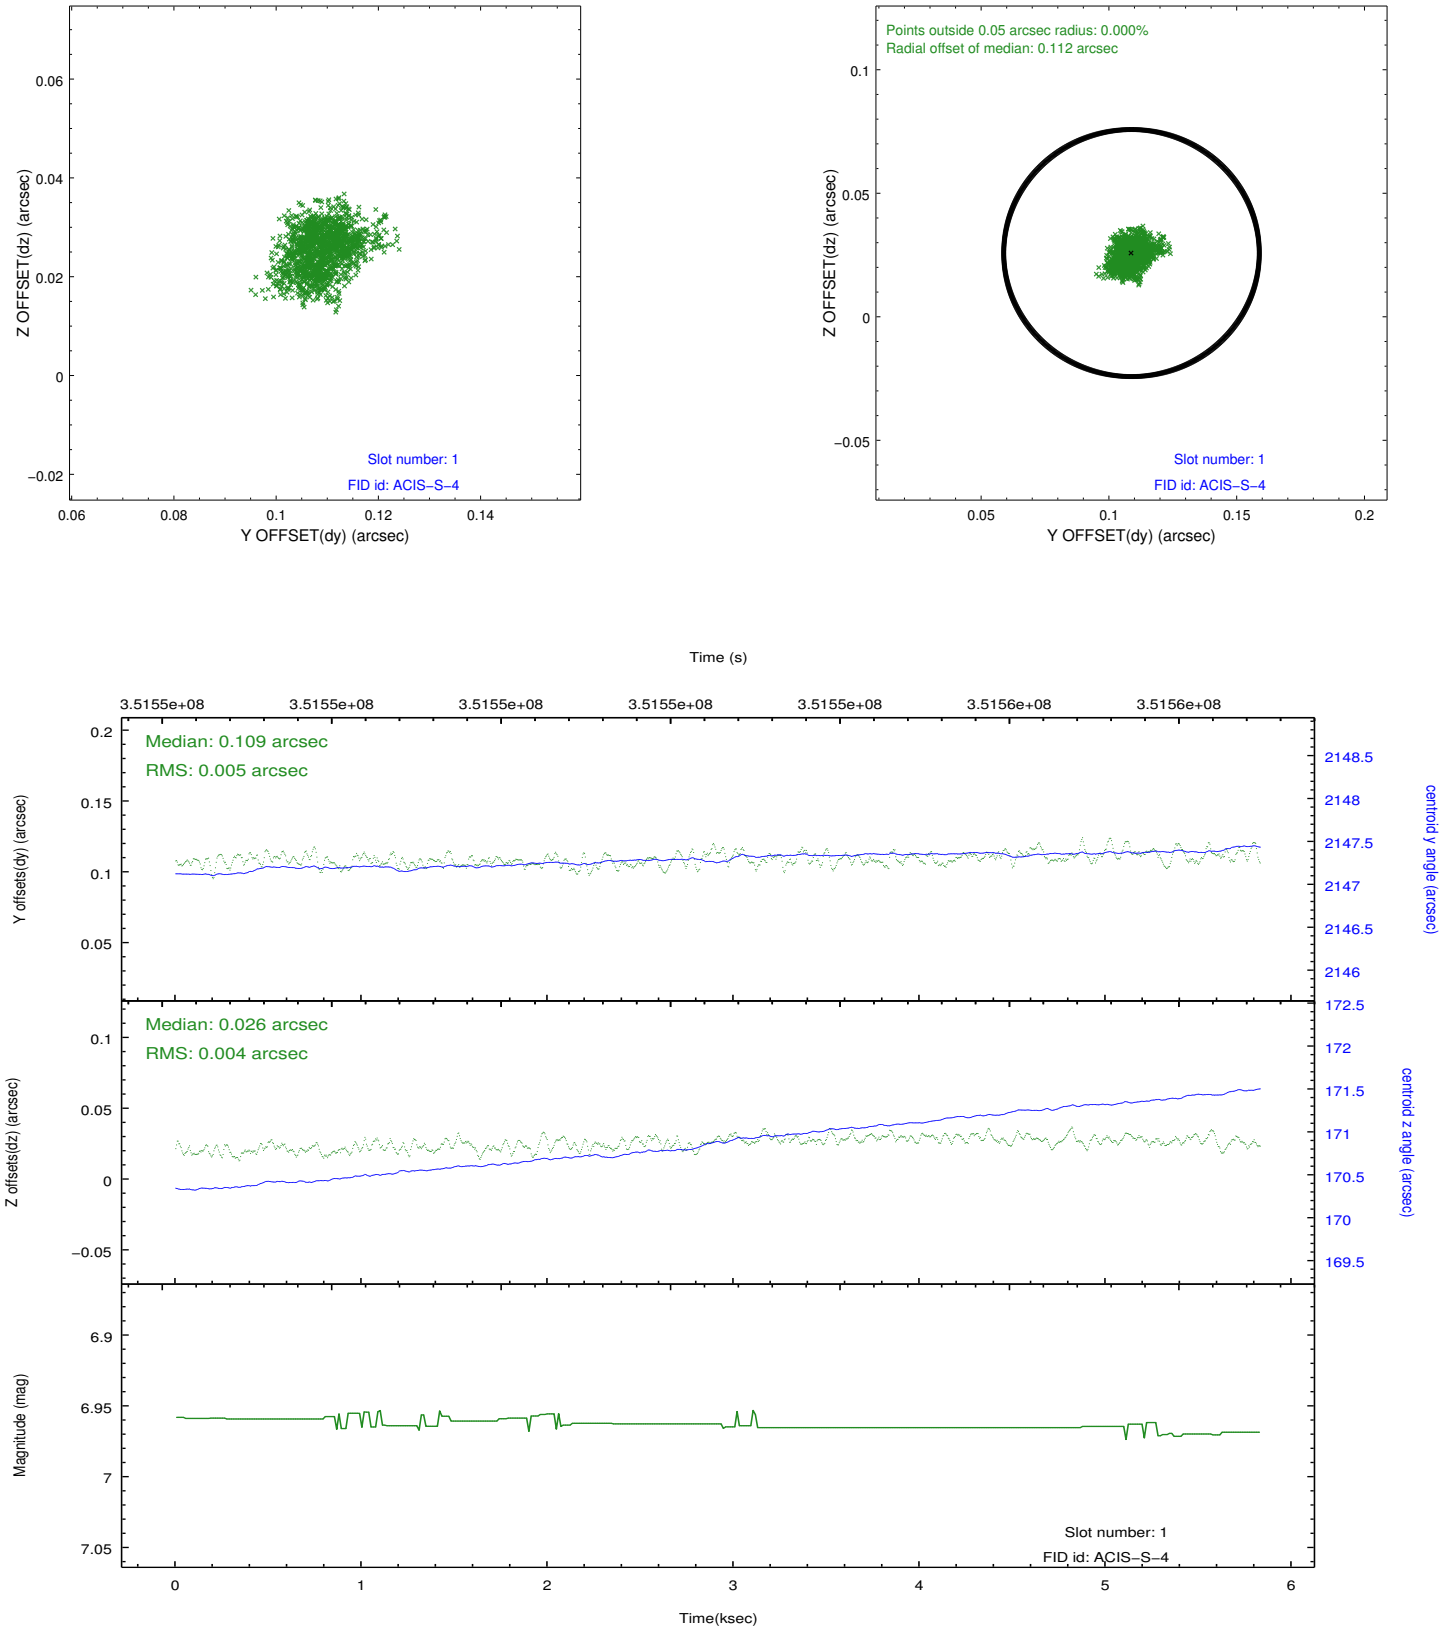 0.06
0.04
0.02
0
−0.02
Z OFFSET(dz) (arcsec)
Slot number: 1
FID id: ACIS−S−4
0.06 0.08 0.1 0.12 0.14
Y OFFSET(dy) (arcsec)
Points outside 0.05 arcsec radius: 0.000%
Radial offset of median: 0.112 arcsec
0.1
0.05
0
−0.05
Z OFFSET(dz) (arcsec)
Slot number: 1
FID id: ACIS−S−4
0.05 0.1 0.15 0.2
Y OFFSET(dy) (arcsec)
Time (s)
3.5155e+08 3.5155e+08 3.5155e+08 3.5155e+08 3.5155e+08 3.5156e+08 3.5156e+08
Median: 0.109 arcsec
RMS: 0.005 arcsec
0.2
0.15
0.1
0.05
Y offsets(dy) (arcsec)
2148.5
2148
2147.5
2147
2146.5
2146
centroid y angle (arcsec)
Median: 0.026 arcsec
RMS: 0.004 arcsec
0.1
0.05
0
−0.05
Z offsets(dz) (arcsec)
172.5
172
171.5
171
170.5
170
169.5
centroid z angle (arcsec)
6.9
6.95
7
7.05
Magnitude (mag)
Slot number: 1
FID id: ACIS−S−4
0 1 2 3 4 5 6
Time(ksec)